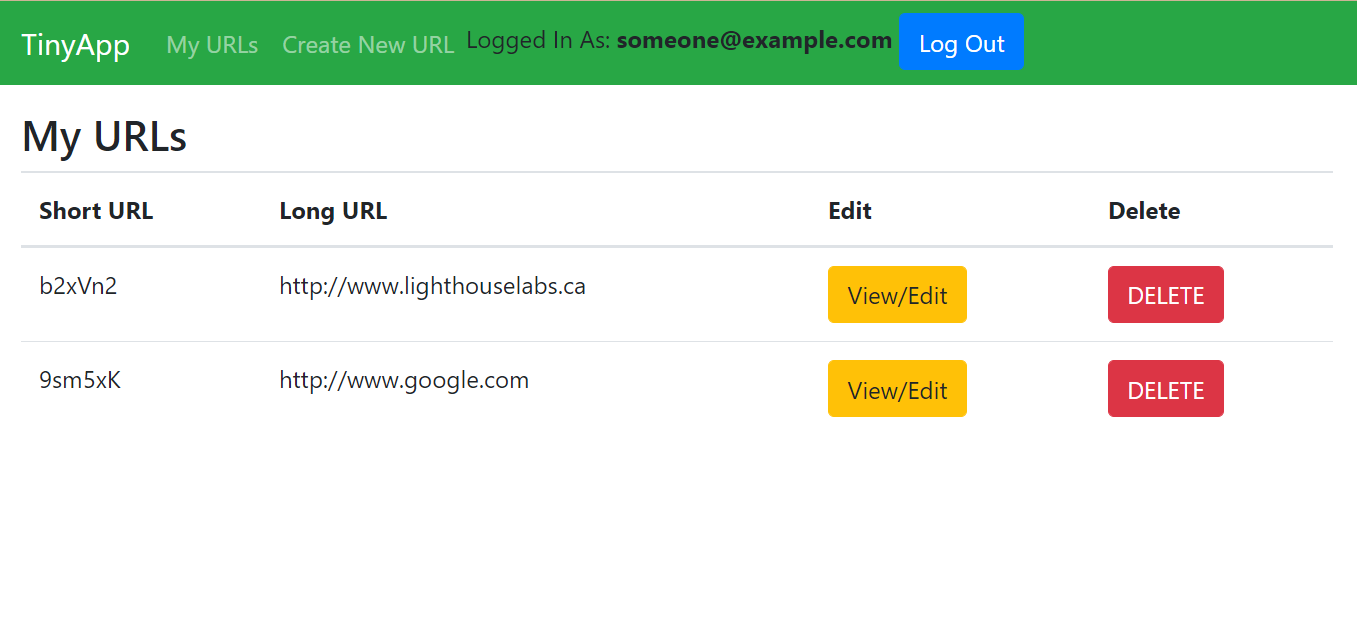 TinyApp My URLs Create New URL Logged In As: someone@example.com Log Out
My URLs
Short URL Long URL Edit Delete
b2xVn2 http://www.lighthouselabs.ca View/Edit DELETE
9sm5xK http://www.google.com View/Edit DELETE